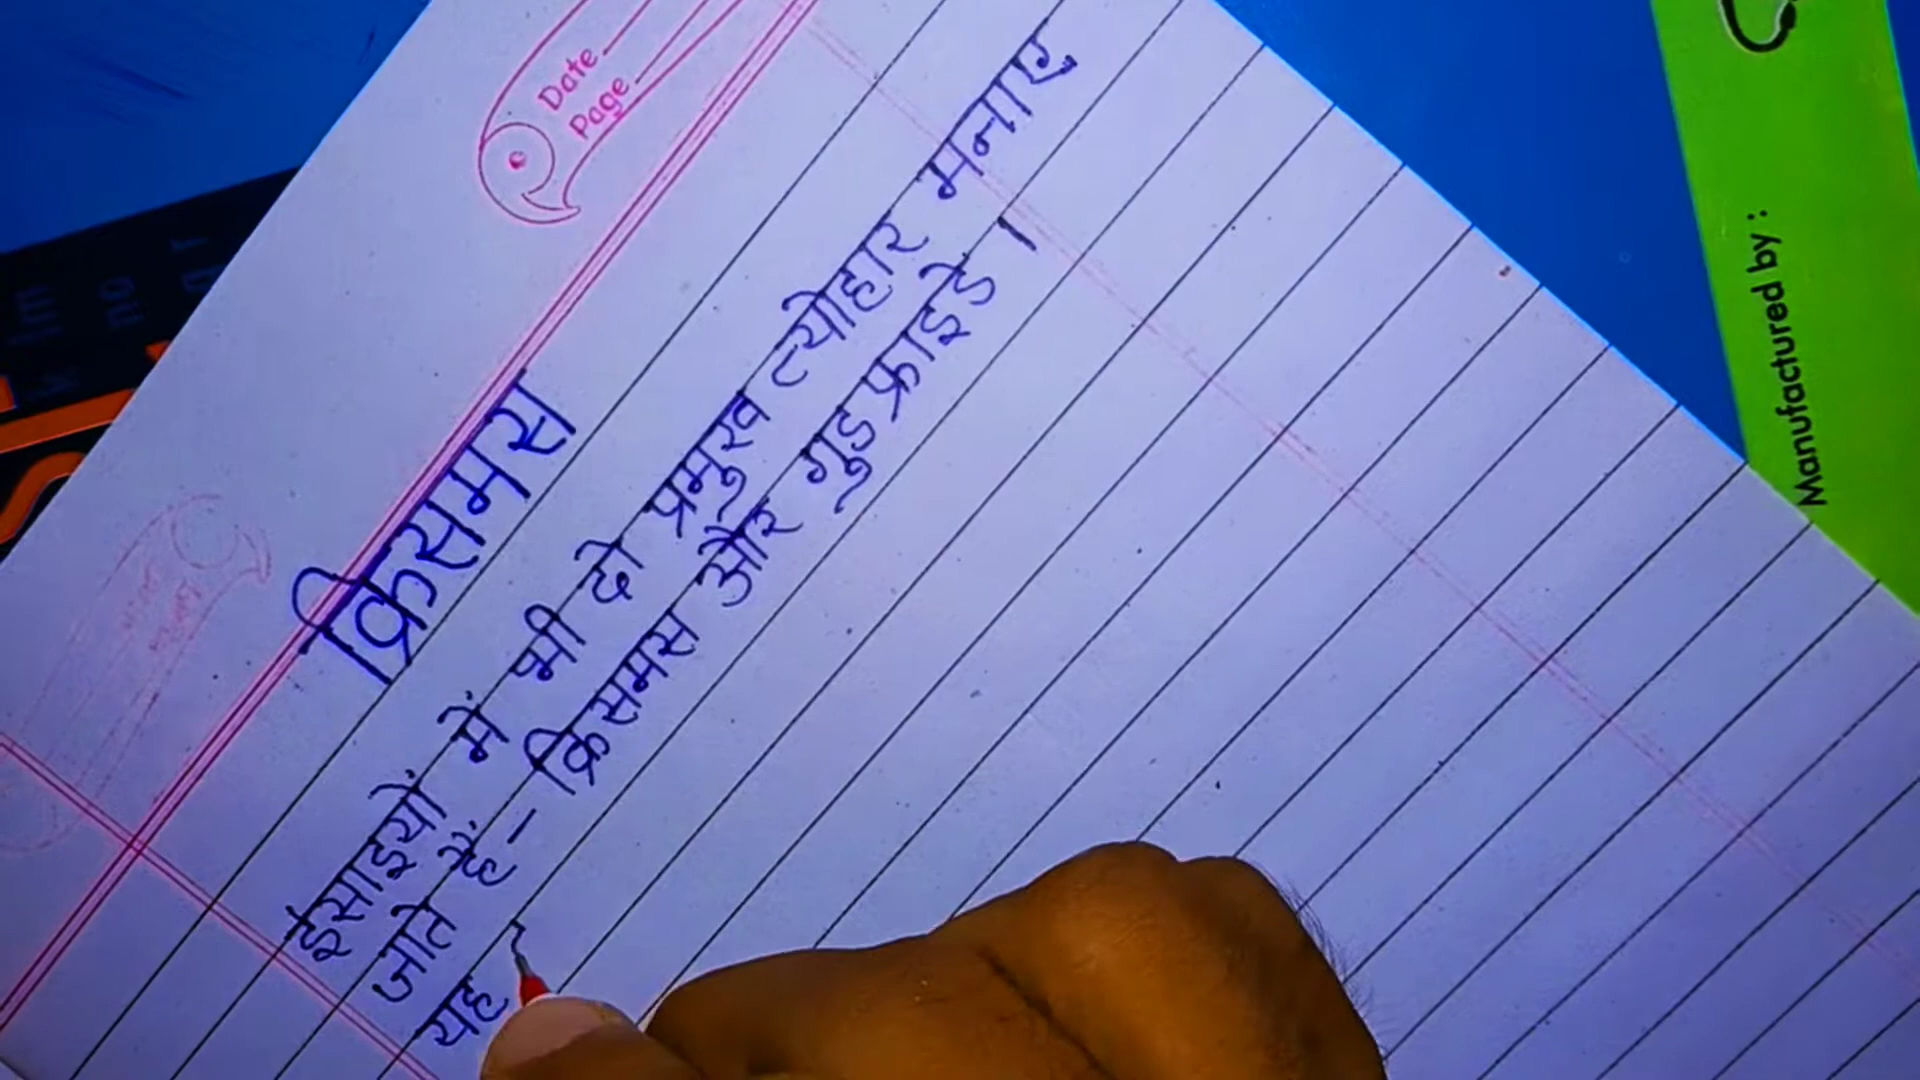 Date
Page
क्रिसमस
ईसाइयों में भी दो प्रमुख त्योहार मनाए
जाते हैं - क्रिसमस और गुड फ्राइडे ।
यह
Manufactured by :